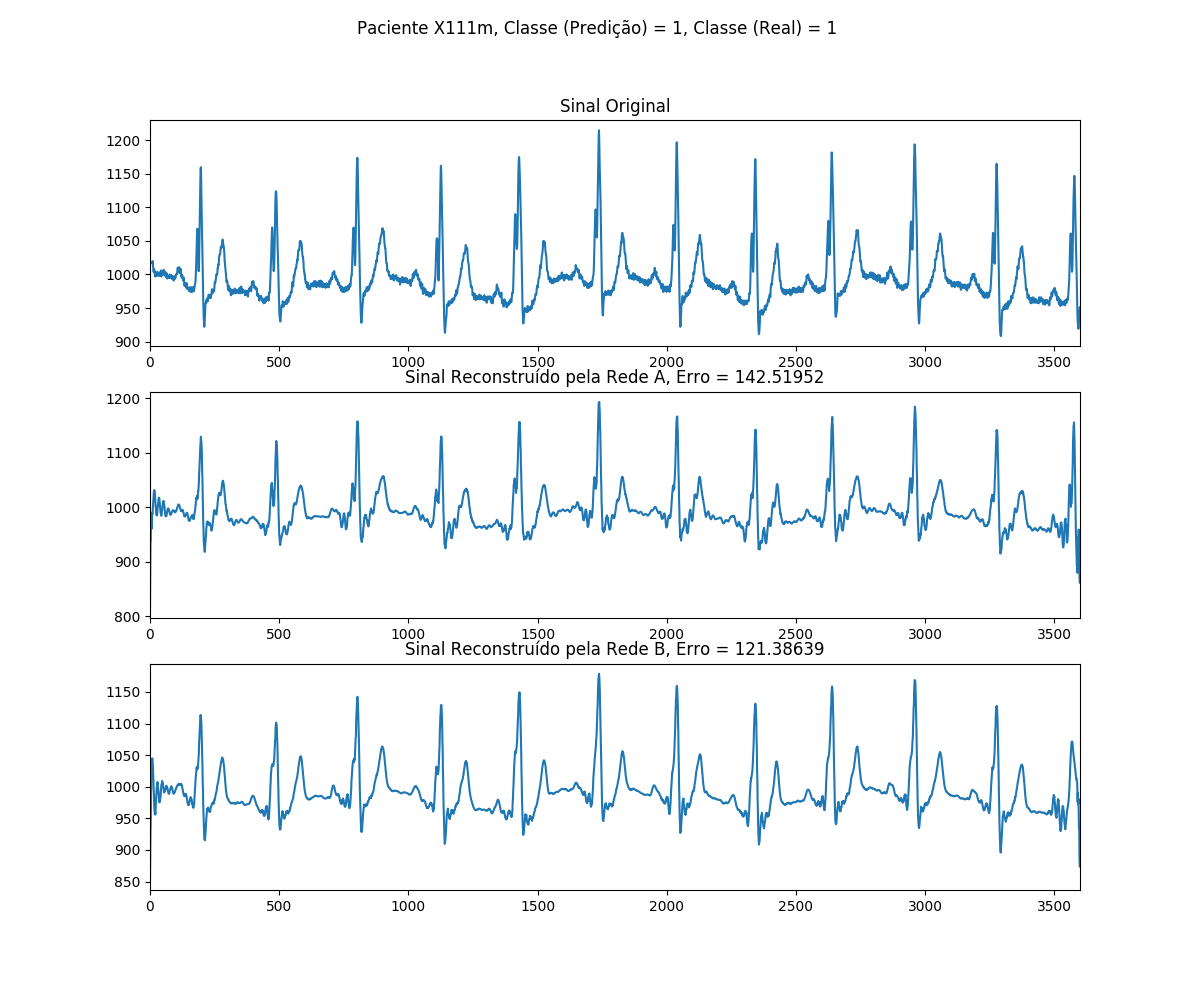 Paciente X111m, Classe (Predição) = 1, Classe (Real) = 1
Sinal Original
1200
1150
1100
1050
1000
950
900
0 500 1000 1500 2000 2500 3000 3500
Sinal Reconstruído pela Rede A, Erro = 142.51952
1200
1100
1000
900
800
0 500 1000 1500 2000 2500 3000 3500
Sinal Reconstruído pela Rede B, Erro = 121.38639
1150
1100
1050
1000
950
900
850
0 500 1000 1500 2000 2500 3000 3500